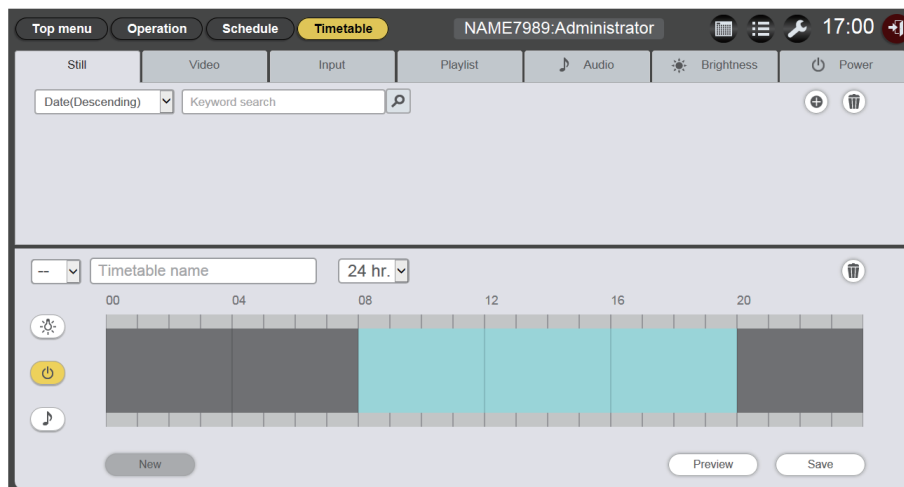 Top menu Operation Schedule Timetable NAME7989:Administrator 17:00
Still Video Input Playlist Audio Brightness Power
Date(Descending) Keyword search
-- Timetable name 24 hr.
00 04 08 12 16 20
New Preview Save